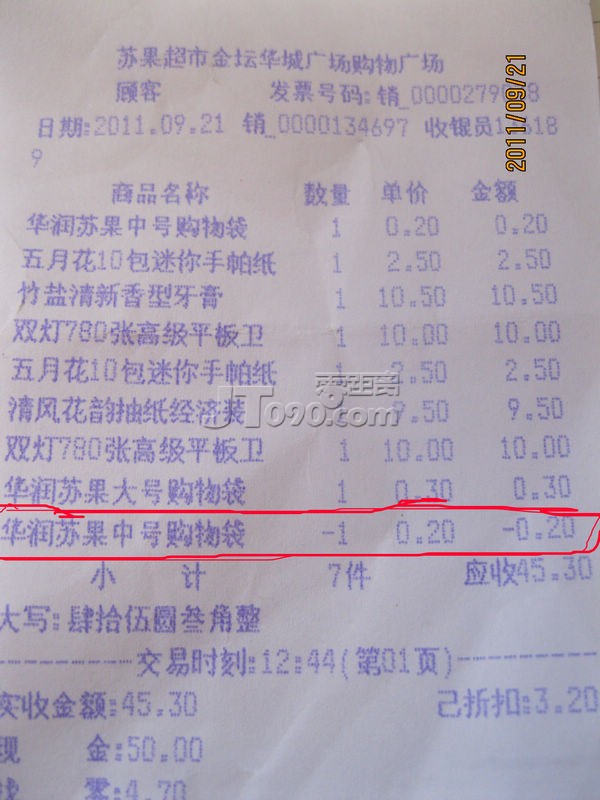 苏果超市金坛华城广场购物广场
顾客 发票号码:销_0000279
日期:2011.09.21 销_0000134697 收银员1 618
9
商品名称 数量 单价 金额
华润苏果中号购物袋 1 0.20 0.20
五月花10包迷你手帕纸 1 2.50 2.50
竹盐清新香型牙膏 1 10.50 10.50
双灯780张高级平板卫 1 10.00 10.00
五月花10包迷你手帕纸 1 2.50 2.50
清风花韵抽纸经济装 1 9.50 9.50
双灯780张高级平板卫 1 10.00 10.00
华润苏果大号购物袋 1 0.30 0.30
华润苏果中号购物袋 -1 0.20 -0.20
小 计 7件 应收45.30
大写:肆拾伍圆叁角整
交易时刻:12:44(第01页)
实收金额:45.30 已折扣:3.20
现 金:50.00
找 零:4.70
2011/09/21
零距离
JT090.com